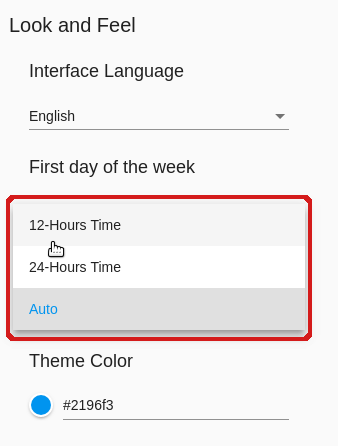 Look and Feel
Interface Language
English
First day of the week
12-Hours Time
24-Hours Time
Auto
Theme Color
#2196f3